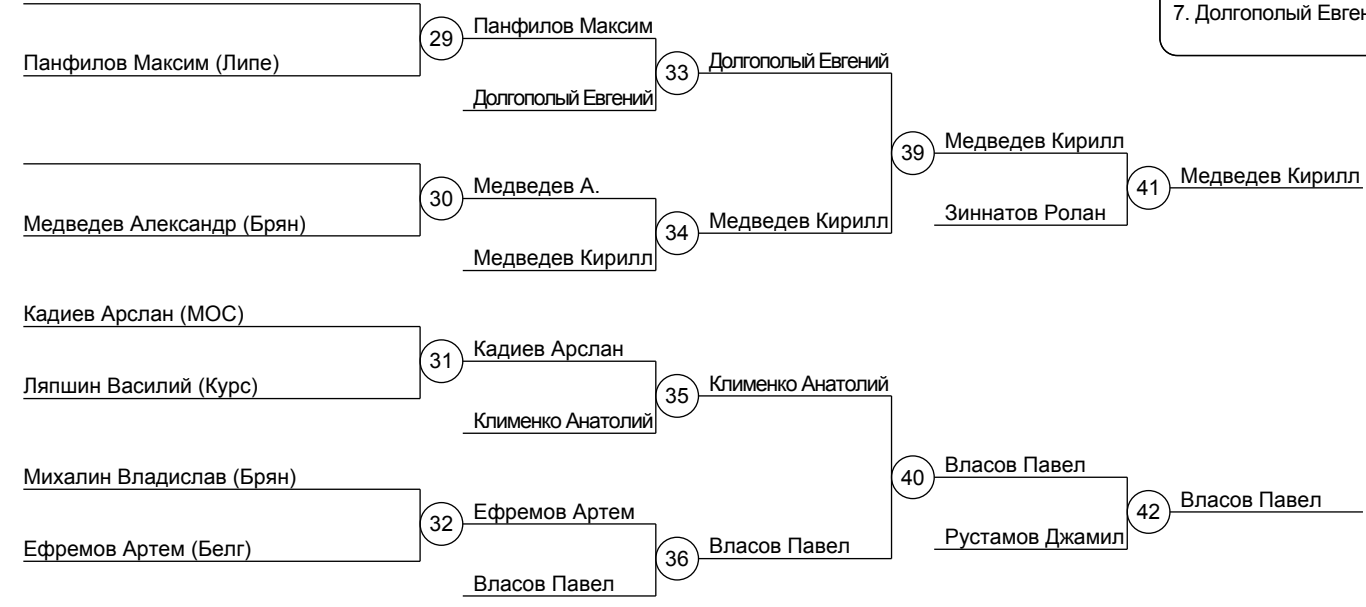 7. Долгополый Евген
Панфилов Максим
29
Панфилов Максим (Липе)
Долгополый Евгений
33
Долгополый Евгений
Медведев Кирилл
39
Медведев А.
30
Медведев Кирилл
41
Медведев Александр (Брян)
Медведев Кирилл
34
Зиннатов Ролан
Медведев Кирилл
Кадиев Арслан (МОС)
Кадиев Арслан
31
Ляпшин Василий (Курс)
Клименко Анатолий
35
Клименко Анатолий
Михалин Владислав (Брян)
Власов Павел
40
Ефремов Артем
32
Власов Павел
42
Ефремов Артем (Белг)
Власов Павел
36
Рустамов Джамил
Власов Павел